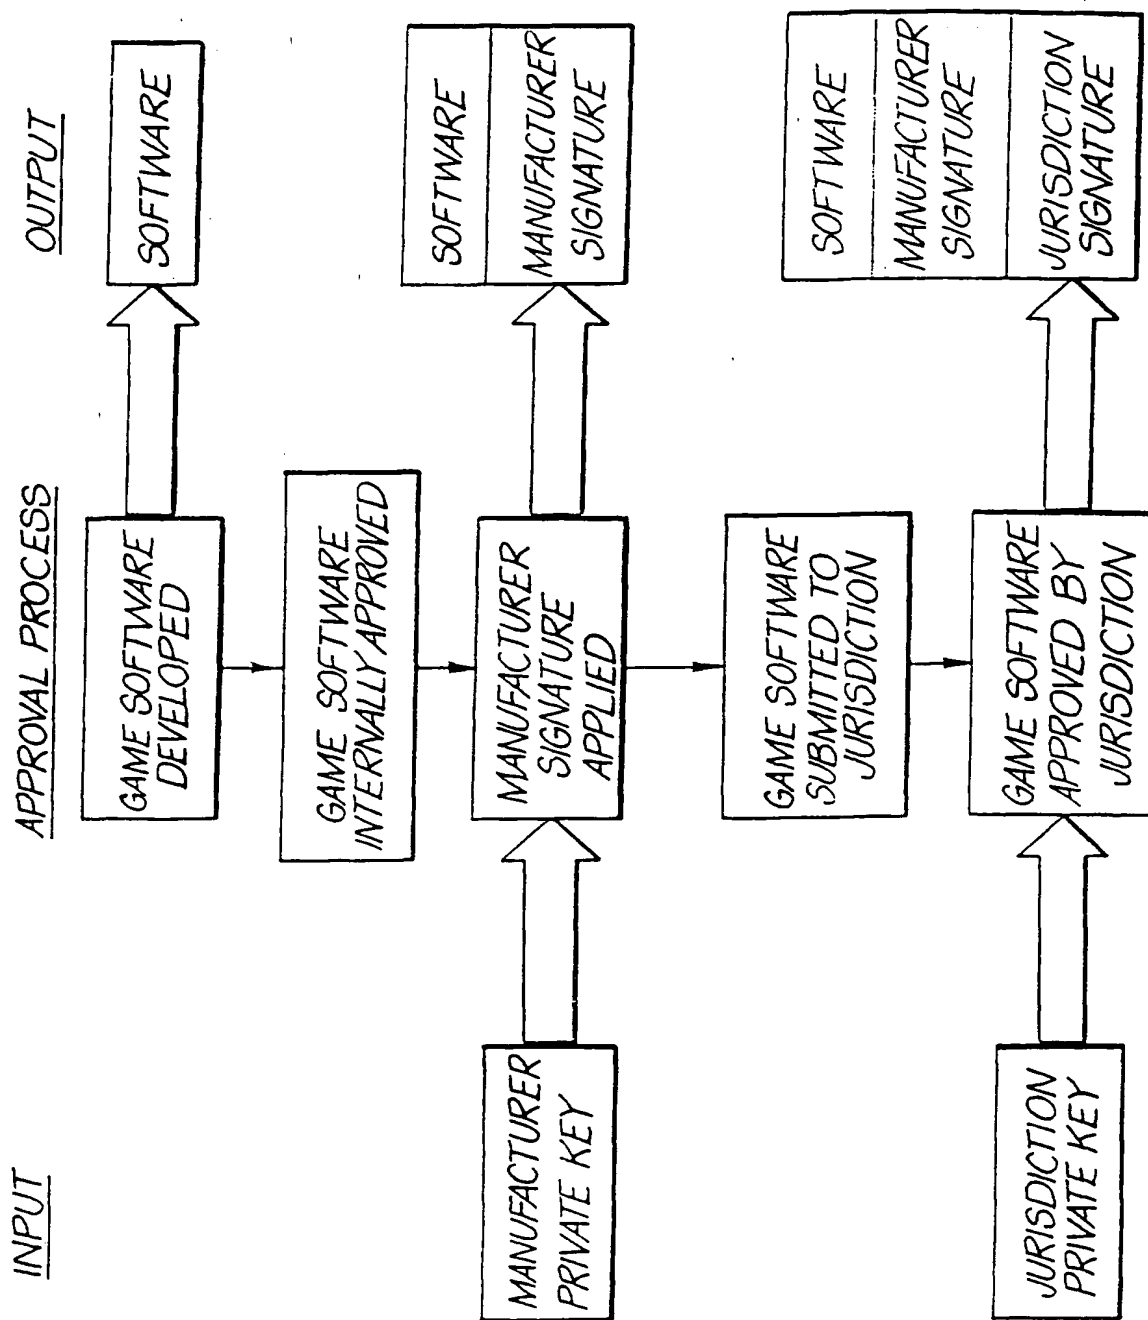 INPUT
APPROVAL PROCESS
OUTPUT
GAME SOFTWARE
DEVELOPED
SOFTWARE
GAME SOFTWARE
INTERNALLY APPROVED
MANUFACTURER
PRIVATE KEY
MANUFACTURER
SIGNATURE
APPLIED
SOFTWARE
MANUFACTURER
SIGNATURE
GAME SOFTWARE
SUBMITTED TO
JURISDICTION
JURISDICTION
PRIVATE KEY
GAME SOFTWARE
APPROVED BY
JURISDICTION
SOFTWARE
MANUFACTURER
SIGNATURE
JURISDICTION
SIGNATURE